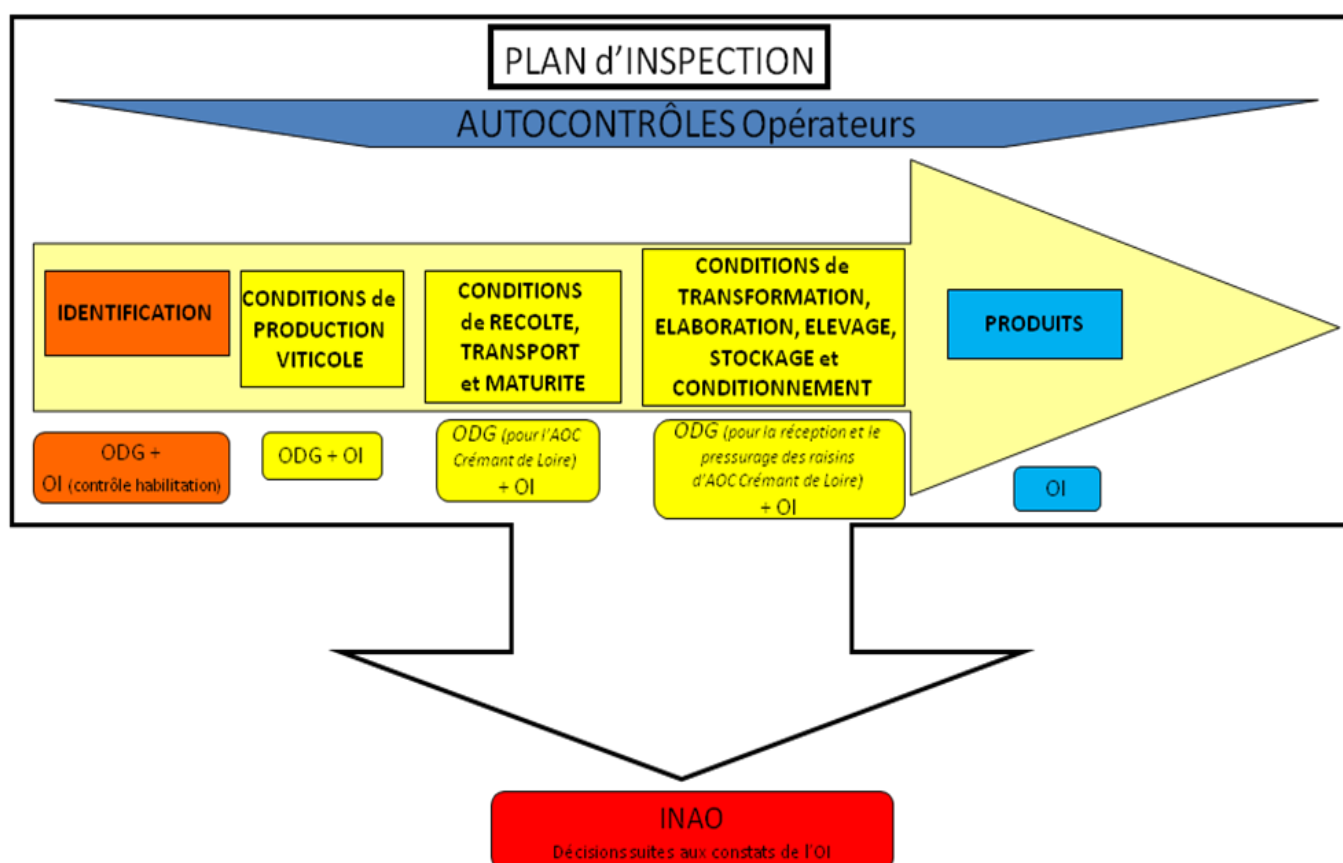 PLAN d'INSPECTION
AUTOCONTRÔLES Opérateurs
IDENTIFICATION
CONDITIONS de
PRODUCTION
VITICOLE
CONDITIONS
de RECOLTE,
TRANSPORT
et MATURITE
CONDITIONS de
TRANSFORMATION,
ELABORATION, ELEVAGE,
STOCKAGE et
CONDITIONNEMENT
PRODUITS
ODG +
OI (contrôle habilitation)
ODG + OI
ODG (pour l'AOC
Crémant de Loire)
+ OI
ODG (pour la réception et le
pressurage des raisins
d'AOC Crémant de Loire)
+ OI
OI
INAO
Décisions suites aux constats de l'OI